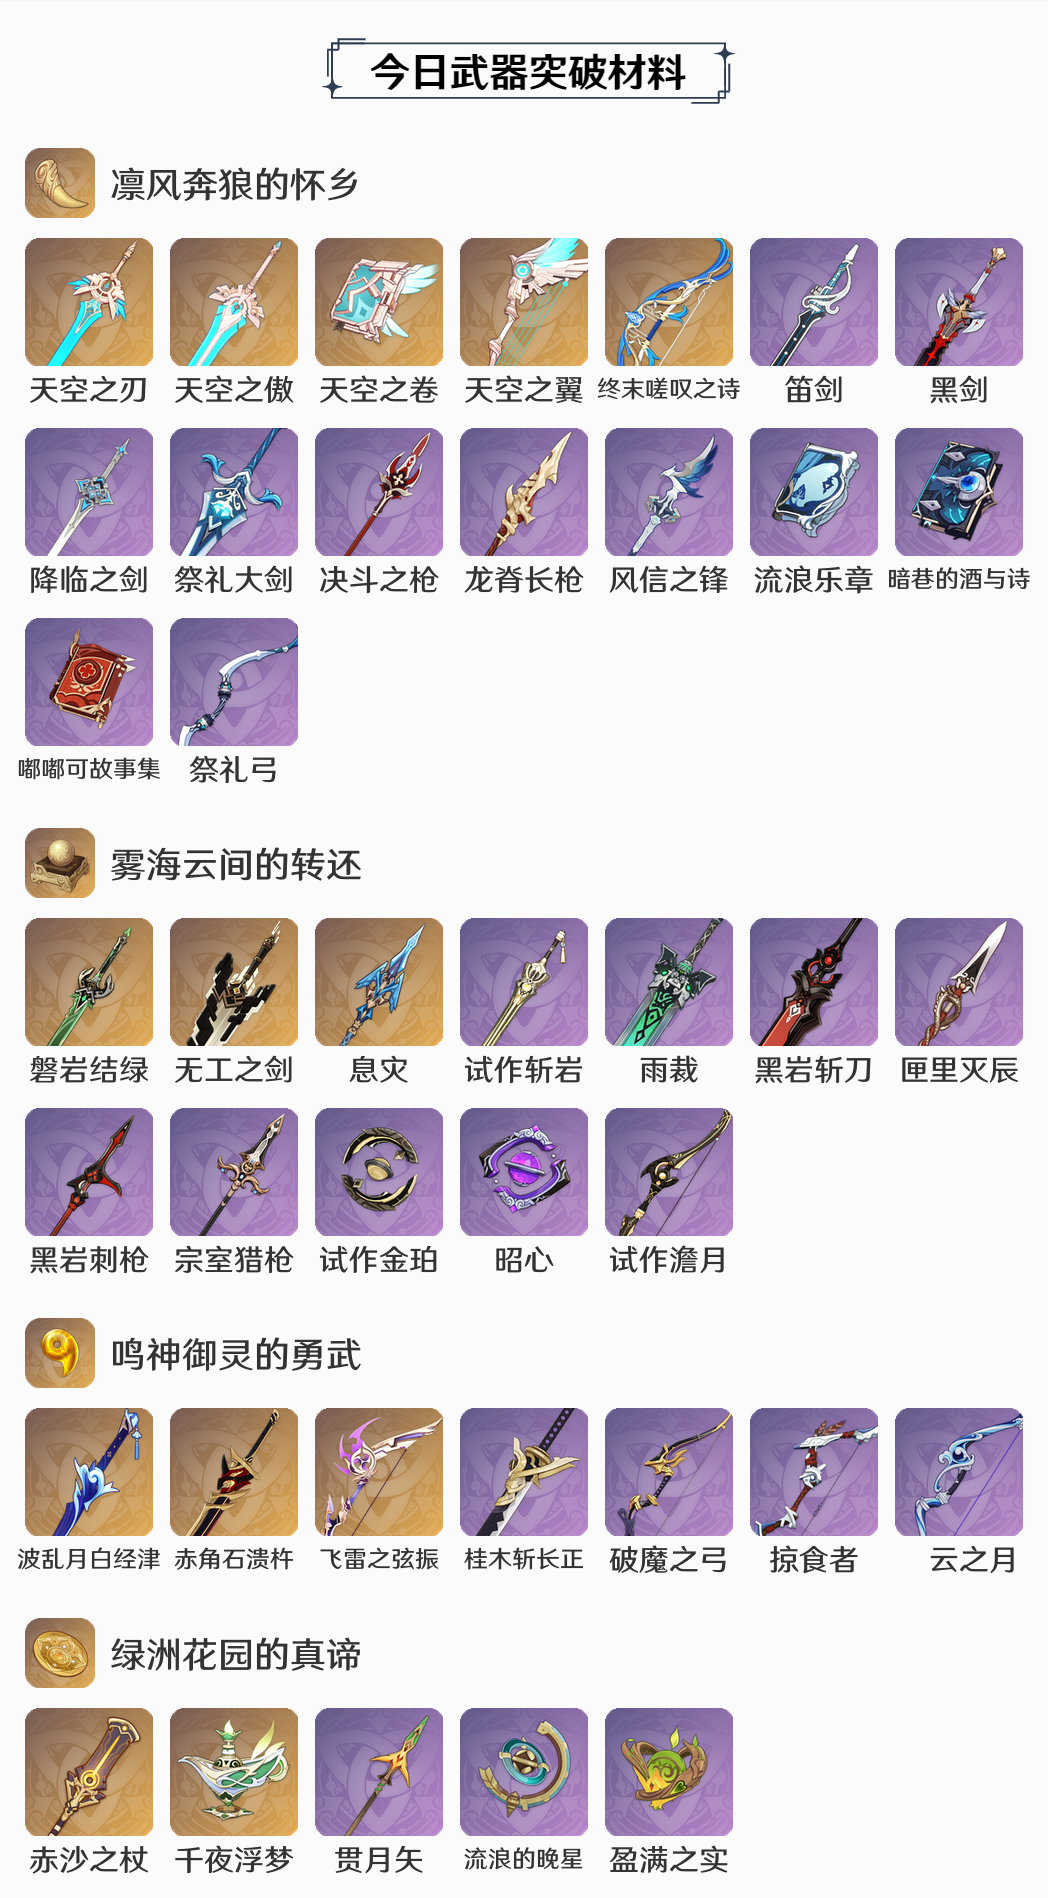 今日武器突破材料
凛风奔狼的怀乡
天空之刃 天空之傲 天空之卷 天空之翼 终末嗟叹之诗 笛剑 黑剑
降临之剑 祭礼大剑 决斗之枪 龙脊长枪 风信之锋 流浪乐章 暗巷的酒与诗
嘟嘟可故事集 祭礼弓
雾海云间的转还
磐岩结绿 无工之剑 息灾 试作斩岩 雨裁 黑岩斩刀 匣里灭辰
黑岩刺枪 宗室猎枪 试作金珀 昭心 试作澹月
鸣神御灵的勇武
波乱月白经津 赤角石溃杵 飞雷之弦振 桂木斩长正 破魔之弓 掠食者 云之月
绿洲花园的真谛
赤沙之杖 千夜浮梦 贯月矢 流浪的晚星 盈满之实